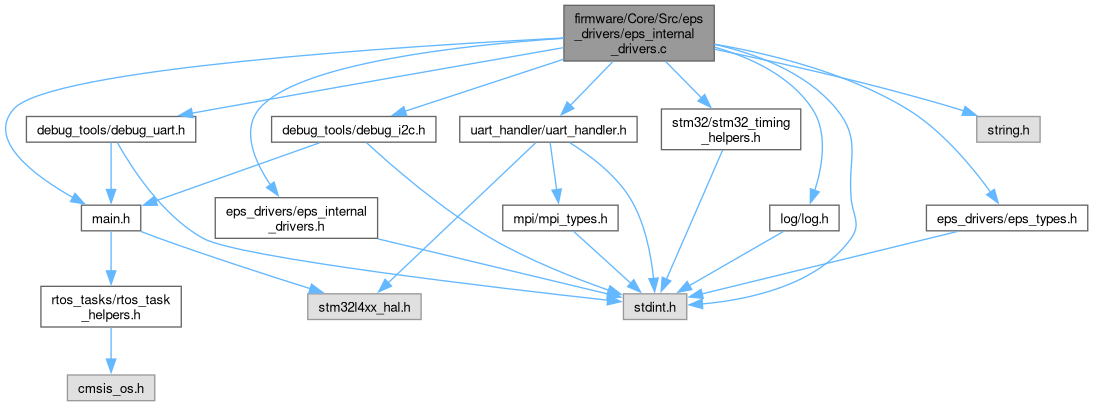 firmware/Core/Src/eps
_drivers/eps_internal
_drivers.c
debug_tools/debug_uart.h
debug_tools/debug_i2c.h
uart_handler/uart_handler.h
stm32/stm32_timing
_helpers.h
string.h
main.h
eps_drivers/eps_internal
_drivers.h
mpi/mpi_types.h
log/log.h
eps_drivers/eps_types.h
rtos_tasks/rtos_task
_helpers.h
stm32l4xx_hal.h
stdint.h
cmsis_os.h